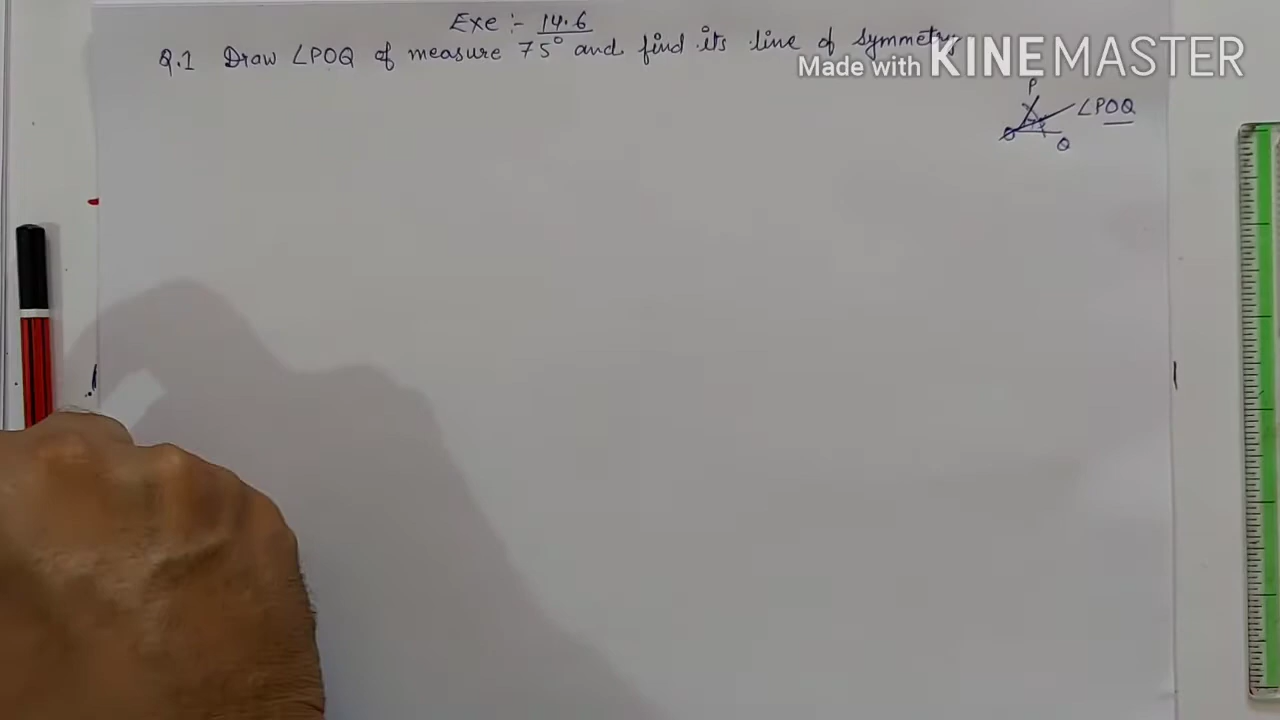 Exe :- 14.6
Q.1 Draw ∠POQ of measure 75° and find its line of symmetry
Made with KINEMASTER
P
∠POQ
O
Q